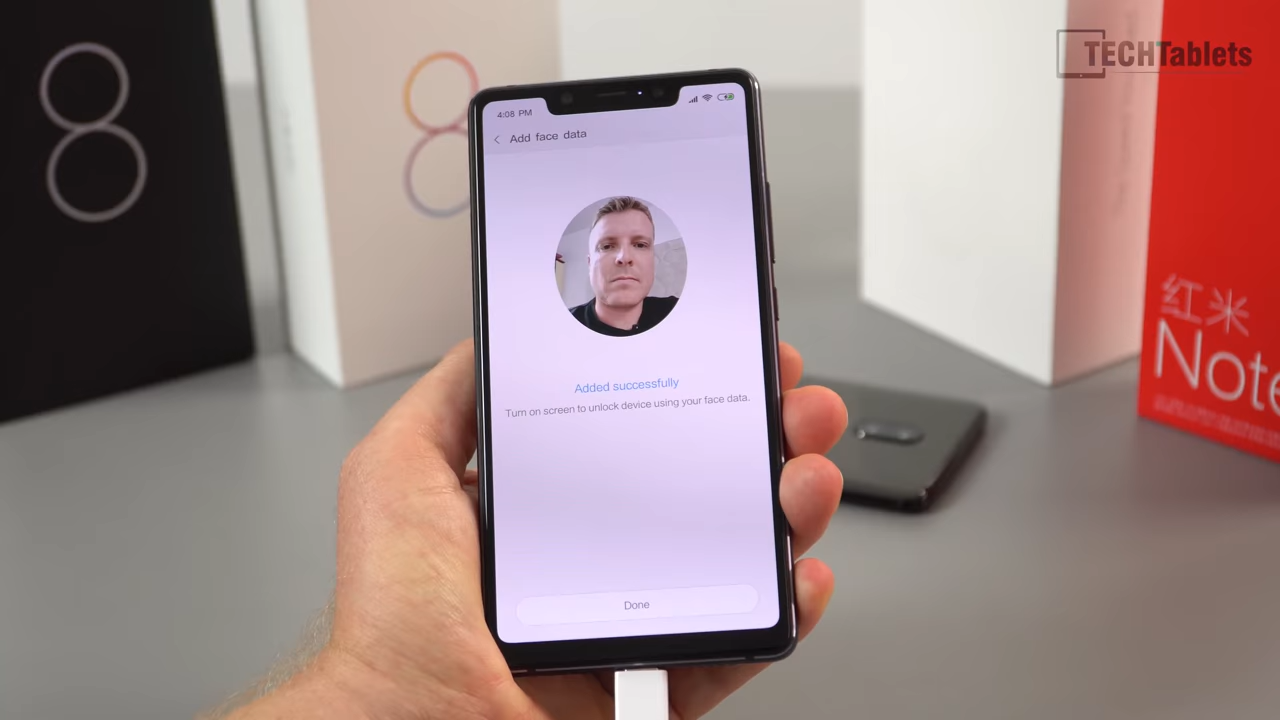 TECHTablets
8
8
4:08 PM
Add face data
Added successfully
Turn on screen to unlock device using your face data.
Done
红米
Note